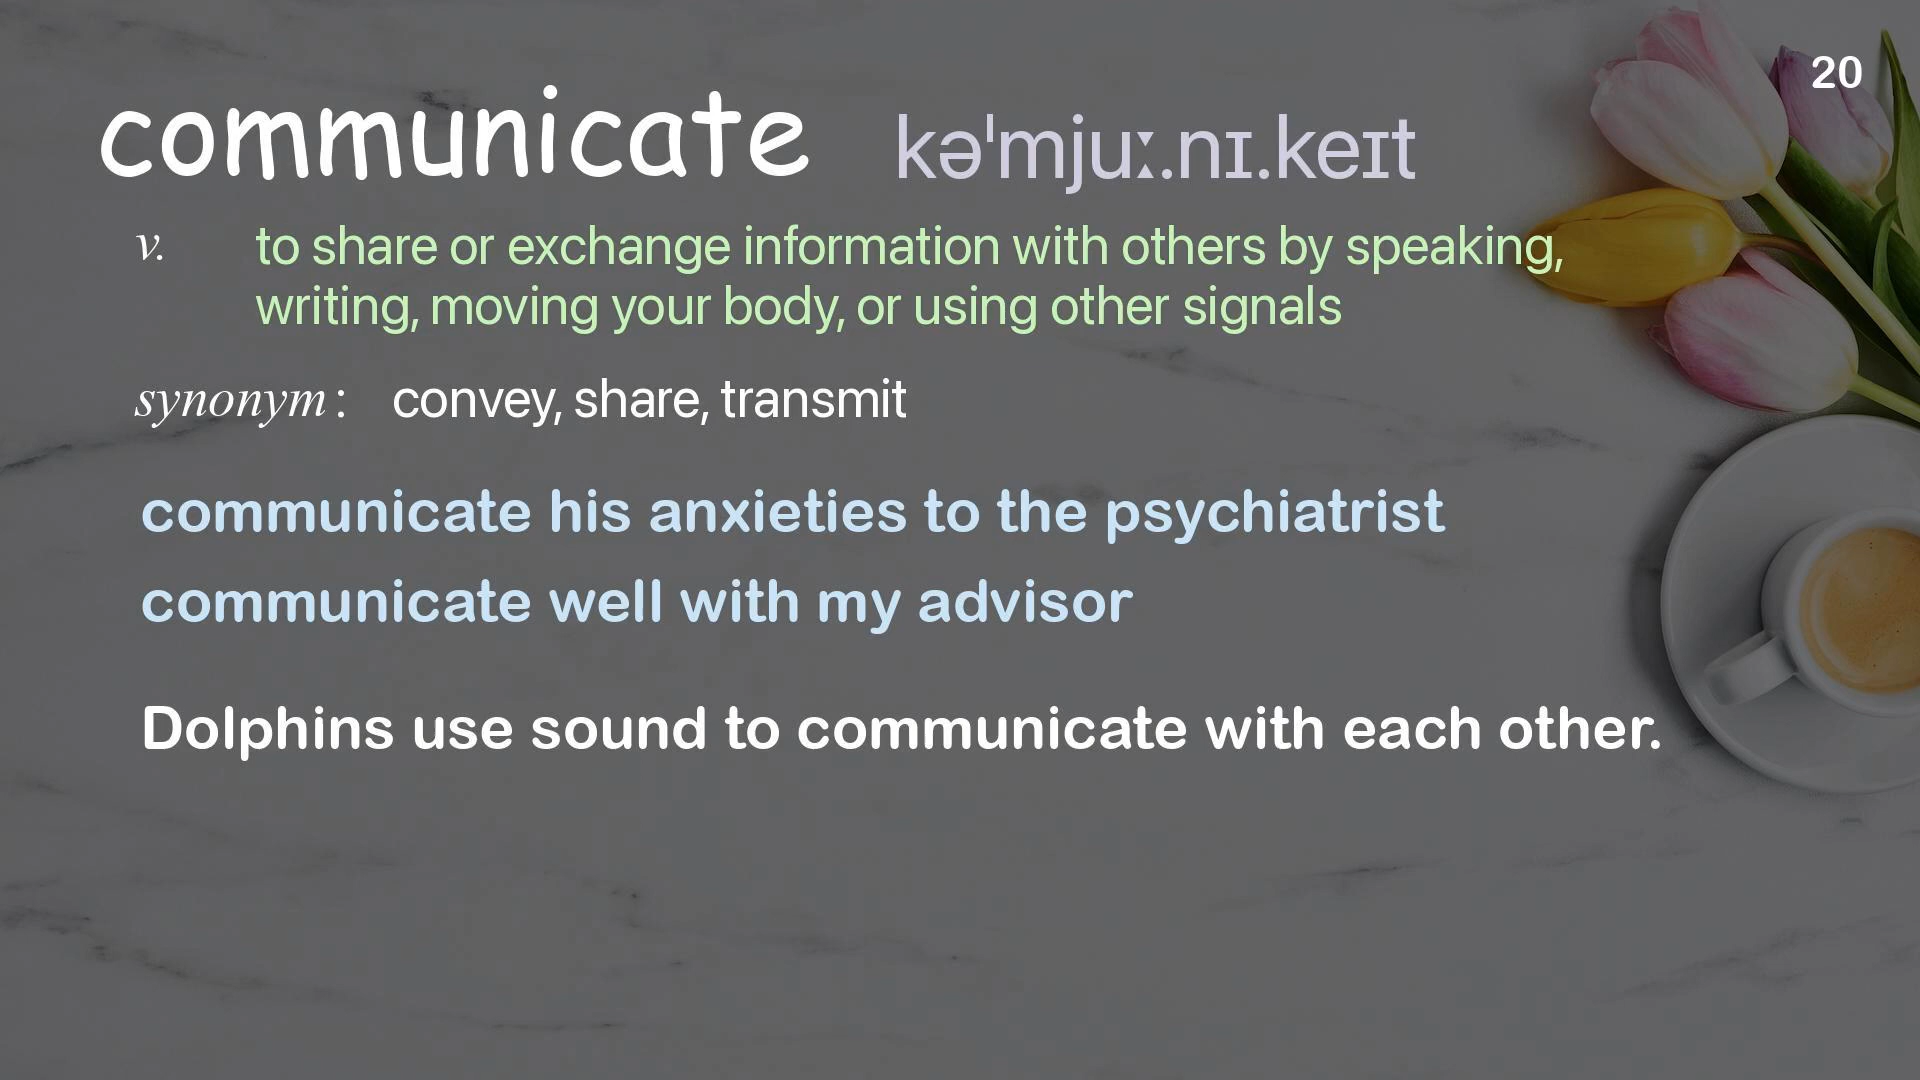 20
communicate kəˈmjuː.nɪ.keɪt
v. to share or exchange information with others by speaking,
writing, moving your body, or using other signals
synonym : convey, share, transmit
communicate his anxieties to the psychiatrist
communicate well with my advisor
Dolphins use sound to communicate with each other.